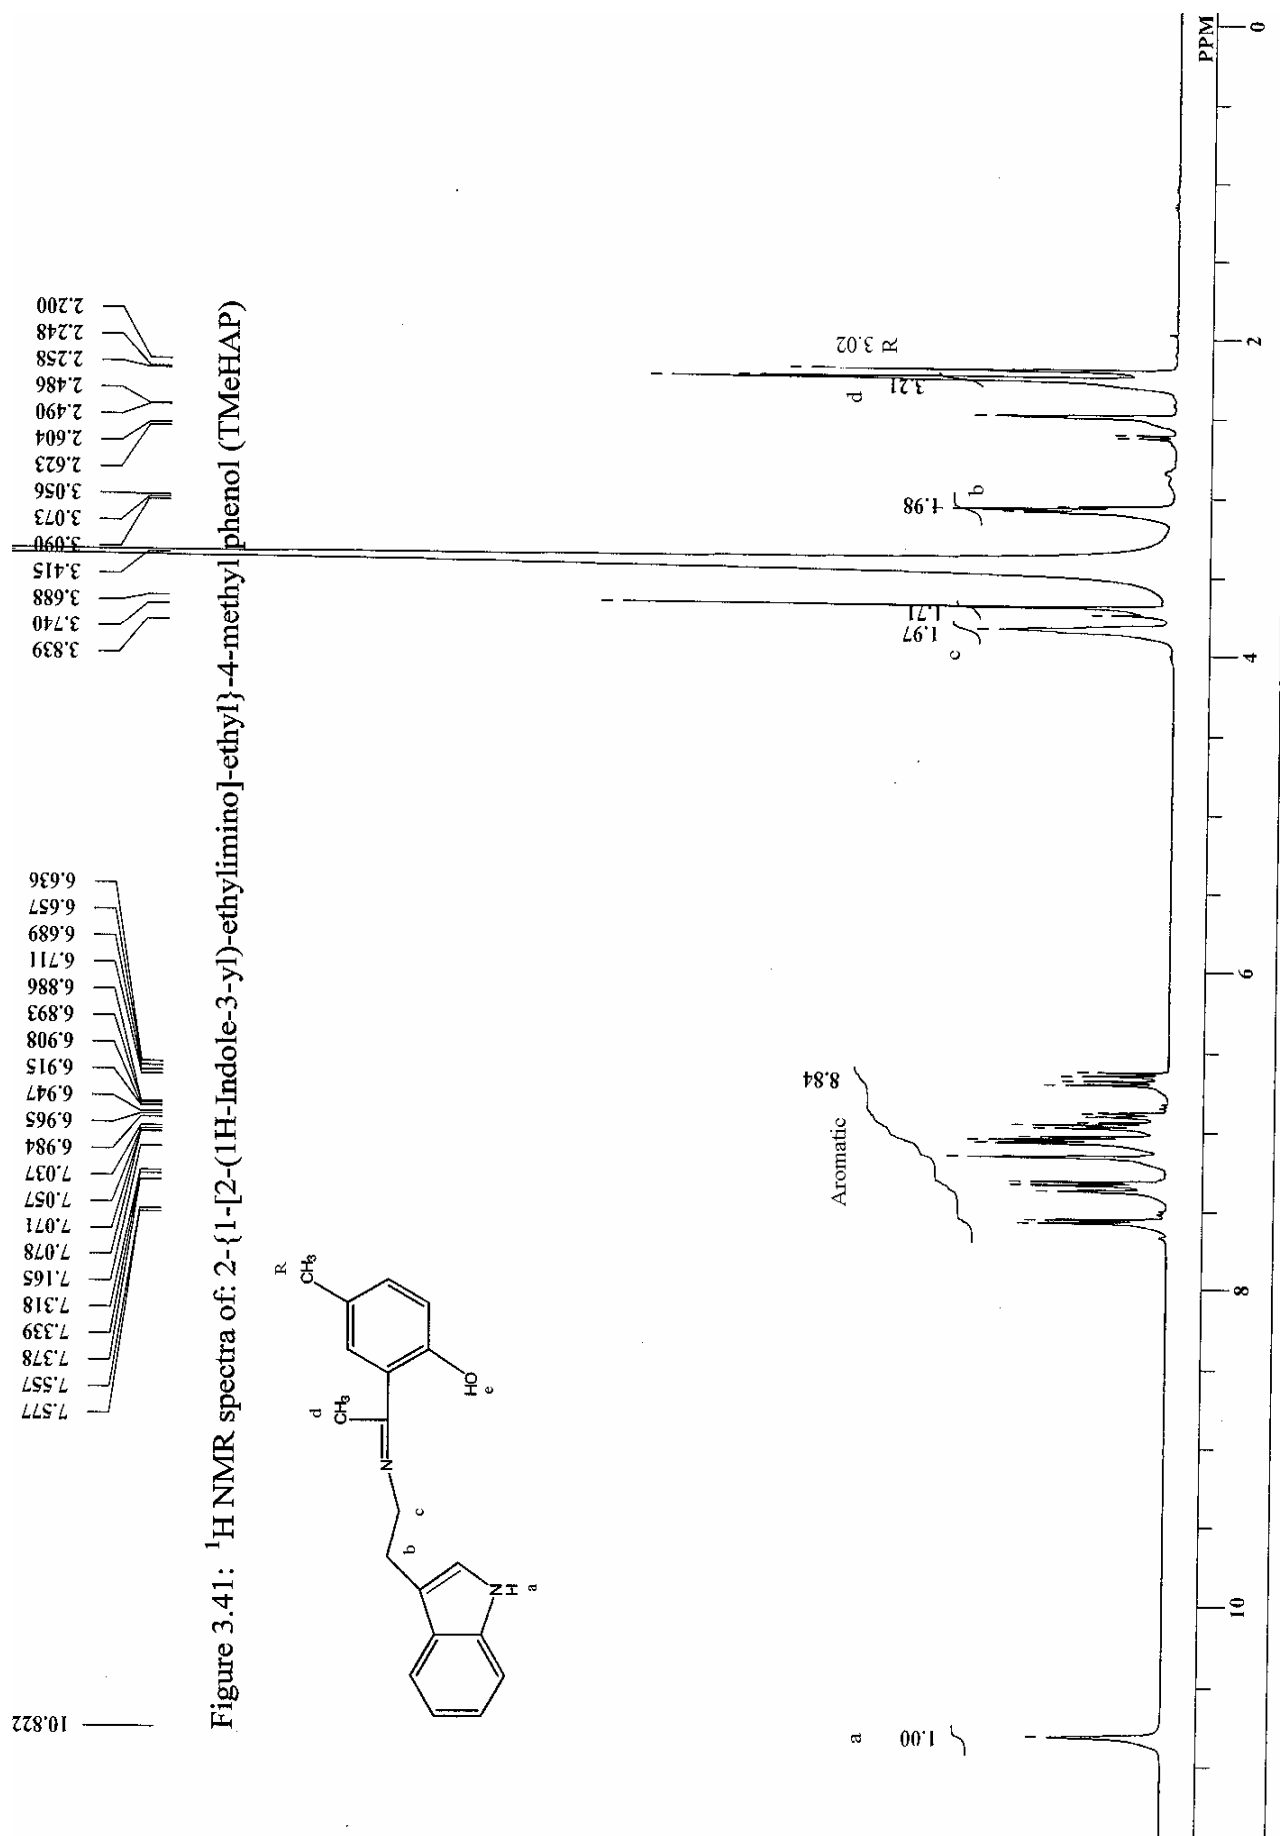 10.822
7.577
7.557
7.378
7.339
7.318
7.165
7.078
7.071
7.057
7.037
6.984
6.965
6.947
6.915
6.908
6.893
6.886
6.711
6.689
6.657
6.636
3.839
3.740
3.688
3.415
3.090
3.073
3.056
2.623
2.604
2.490
2.486
2.258
2.248
2.200
Figure 3.41: ¹H NMR spectra of: 2-{1-[2-(1H-Indole-3-yl)-ethylimino]-ethyl}-4-methyl phenol (TMeHAP)
R
CH₃
d
CH₃
HO
e
N
c
b
N
H
a
a
1.00
Aromatic
8.84
c
1.97
1.71
1.98
b
d
3.21
3.02
R
10
8
6
4
2
PPM
0